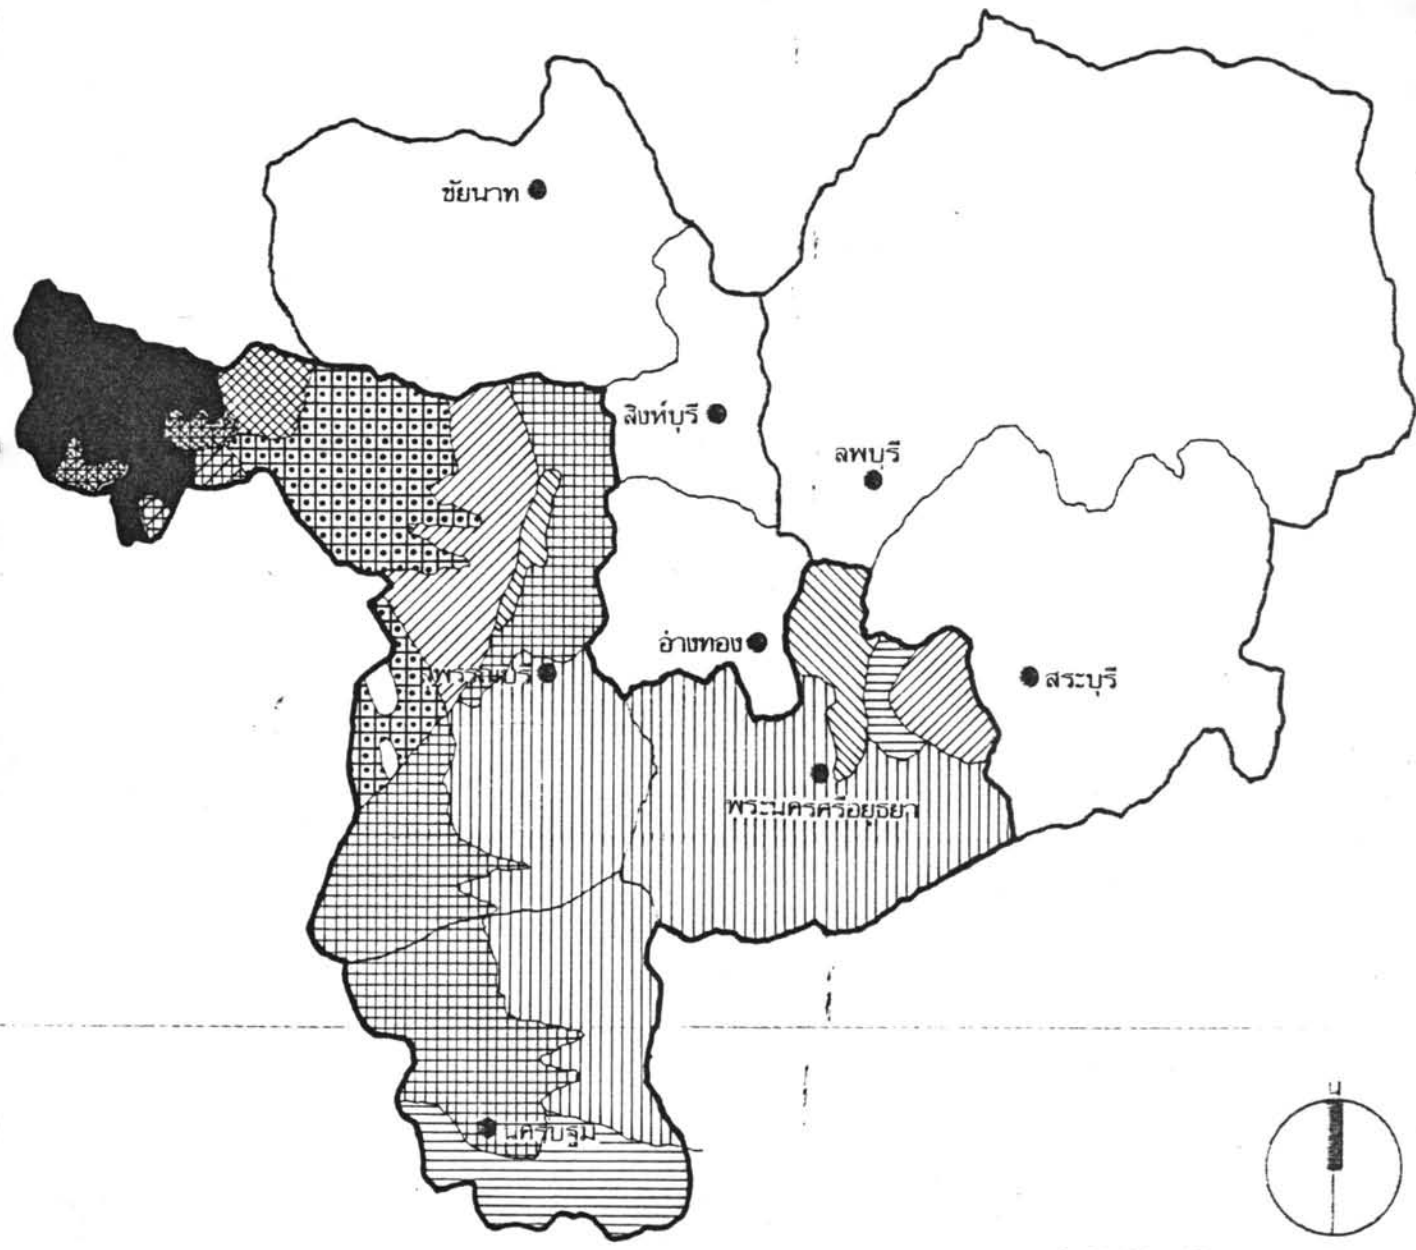 ชัยนาท
สิงห์บุรี
ลพบุรี
อ่างทอง
สระบุรี
พระนครศรีอยุธยา
นครปฐม
น